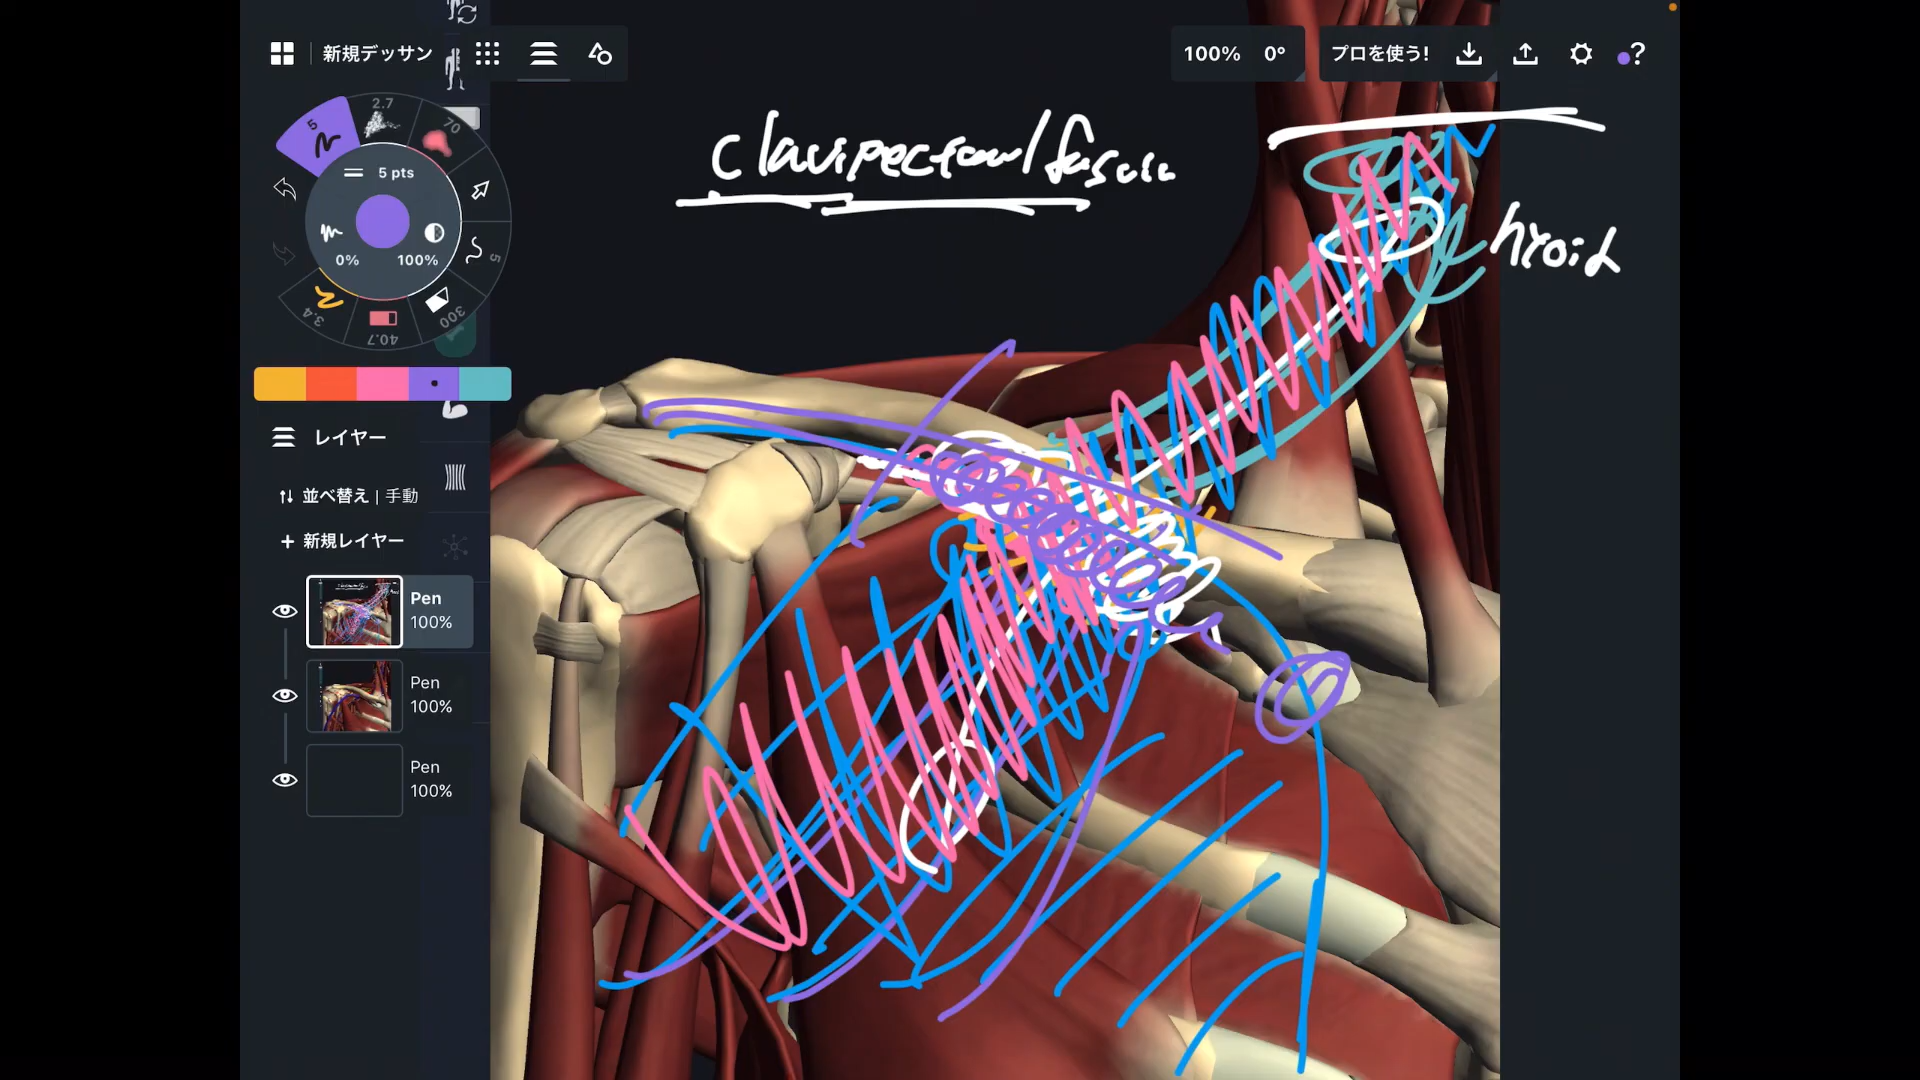 新規デッサン
100% 0° プロを使う! ?
5
2.7
70
5 pts
0% 100%
5
300
40.7
3.4
レイヤー
並べ替え | 手動
+ 新規レイヤー
Pen
100%
Pen
100%
Pen
100%
clavipectoral fascia
hyoid